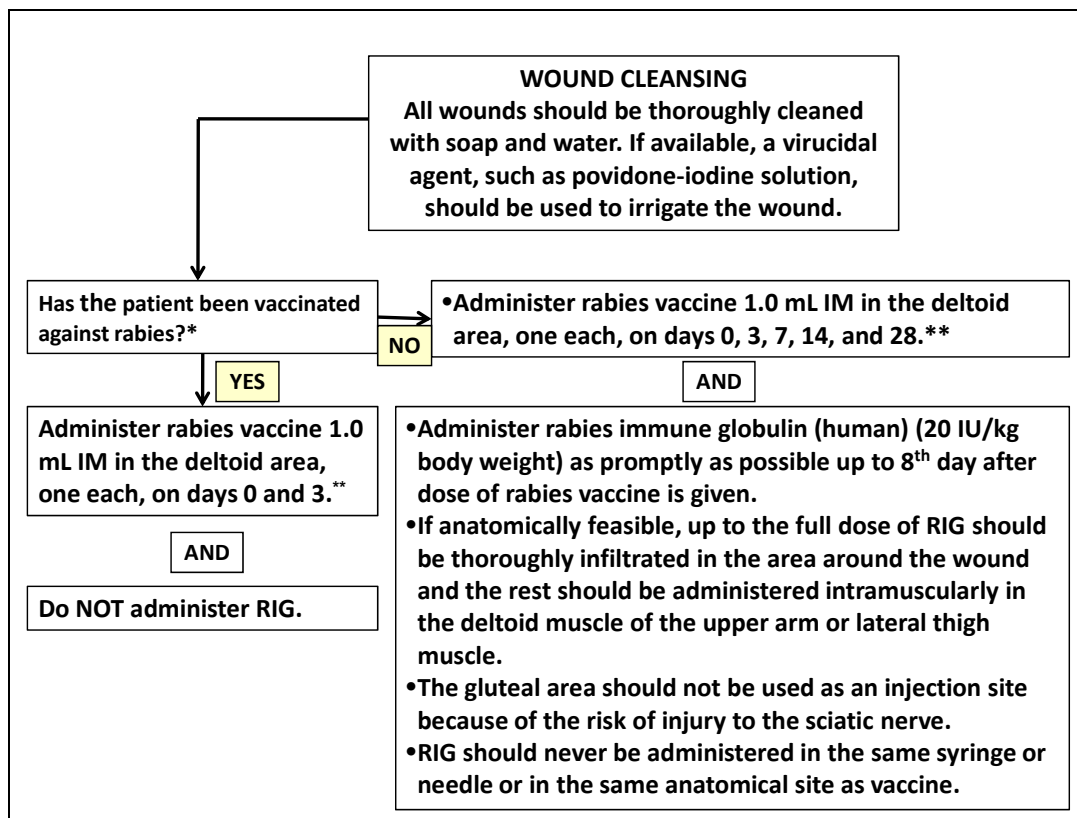 WOUND CLEANSING
All wounds should be thoroughly cleaned
with soap and water. If available, a virucidal
agent, such as povidone-iodine solution,
should be used to irrigate the wound.
Has the patient been vaccinated
against rabies?*
NO
•Administer rabies vaccine 1.0 mL IM in the deltoid
area, one each, on days 0, 3, 7, 14, and 28.**
YES
AND
Administer rabies vaccine 1.0
mL IM in the deltoid area,
one each, on days 0 and 3.**
AND
Do NOT administer RIG.
•Administer rabies immune globulin (human) (20 IU/kg
body weight) as promptly as possible up to 8th day after
dose of rabies vaccine is given.
•If anatomically feasible, up to the full dose of RIG should
be thoroughly infiltrated in the area around the wound
and the rest should be administered intramuscularly in
the deltoid muscle of the upper arm or lateral thigh
muscle.
•The gluteal area should not be used as an injection site
because of the risk of injury to the sciatic nerve.
•RIG should never be administered in the same syringe or
needle or in the same anatomical site as vaccine.